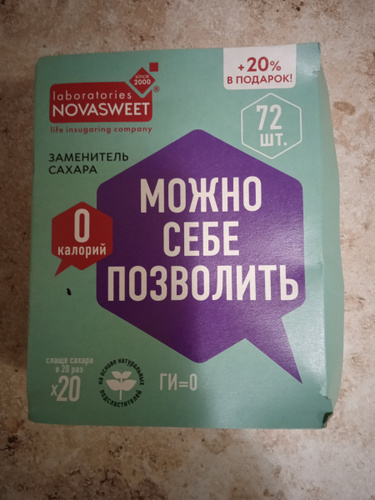 +20%
В ПОДАРОК!
SINCE
2000
laboratories
NOVASWEET®
life insugaring company
72
ШТ.
ЗАМЕНИТЕЛЬ
САХАРА
МОЖНО
СЕБЕ
ПОЗВОЛИТЬ
0
калорий
слаще сахара
в 20 раз
x20
на основе натуральных
подсластителей
ГИ=0